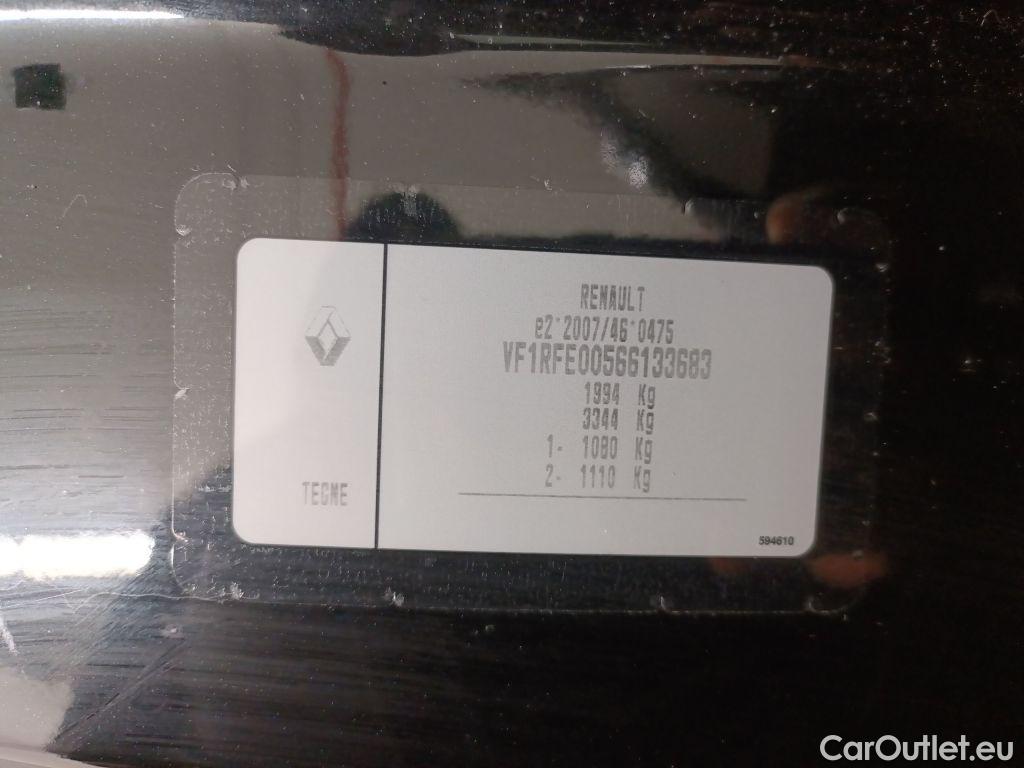 RENAULT
e2*2007/46*0475
VF1RFE00566133683
1994 Kg
3344 Kg
1- 1080 Kg
2- 1110 Kg
TECNE
594610
CarOutlet.eu